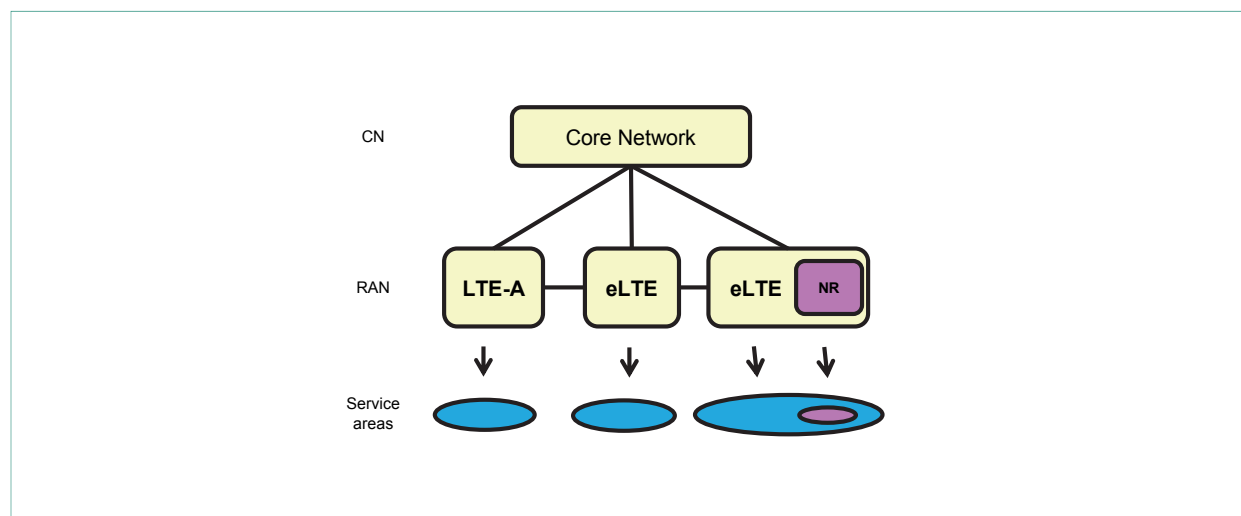 CN
Core Network
RAN
LTE-A
eLTE
eLTE
NR
Service
areas